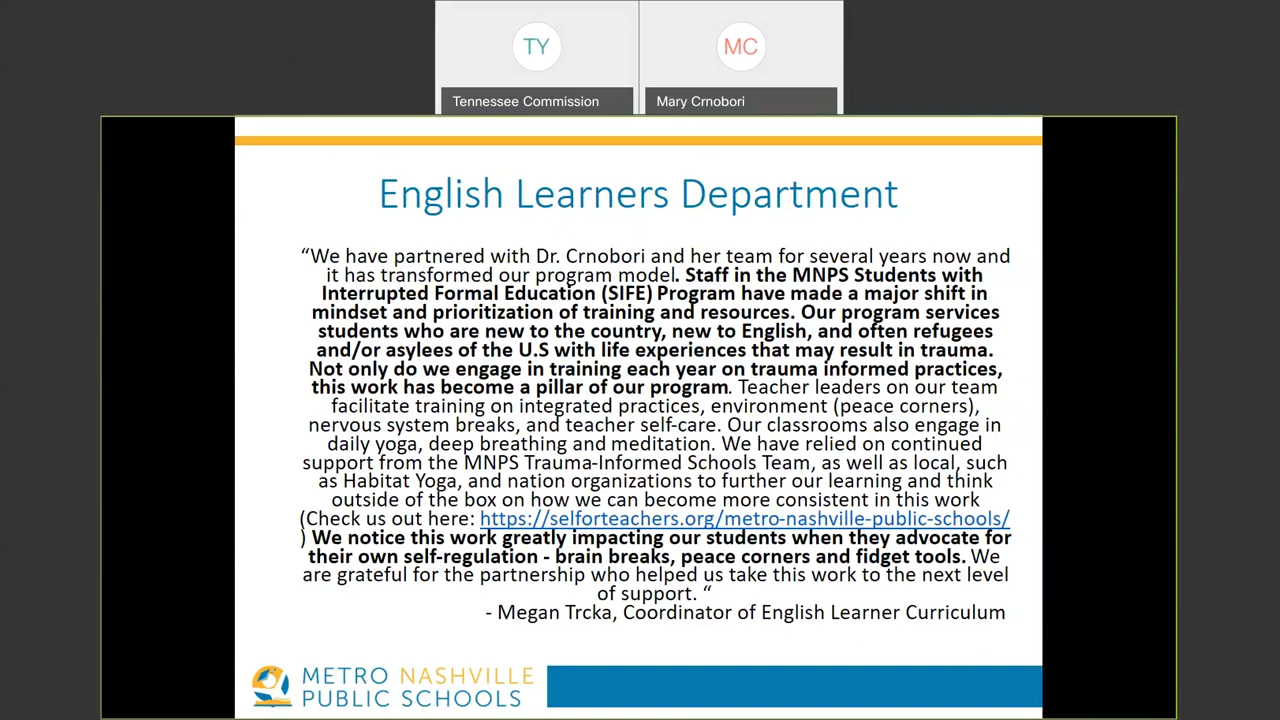 TY
MC
Tennessee Commission
Mary Crnobori
English Learners Department
“We have partnered with Dr. Crnobori and her team for several years now and
it has transformed our program model. Staff in the MNPS Students with
Interrupted Formal Education (SIFE) Program have made a major shift in
mindset and prioritization of training and resources. Our program services
students who are new to the country, new to English, and often refugees
and/or asylees of the U.S with life experiences that may result in trauma.
Not only do we engage in training each year on trauma informed practices,
this work has become a pillar of our program. Teacher leaders on our team
facilitate training on integrated practices, environment (peace corners),
nervous system breaks, and teacher self-care. Our classrooms also engage in
daily yoga, deep breathing and meditation. We have relied on continued
support from the MNPS Trauma-Informed Schools Team, as well as local, such
as Habitat Yoga, and nation organizations to further our learning and think
outside of the box on how we can become more consistent in this work
(Check us out here: https://selforteachers.org/metro-nashville-public-schools/
) We notice this work greatly impacting our students when they advocate for
their own self-regulation - brain breaks, peace corners and fidget tools. We
are grateful for the partnership who helped us take this work to the next level
of support. “
- Megan Trcka, Coordinator of English Learner Curriculum
METRO NASHVILLE
PUBLIC SCHOOLS